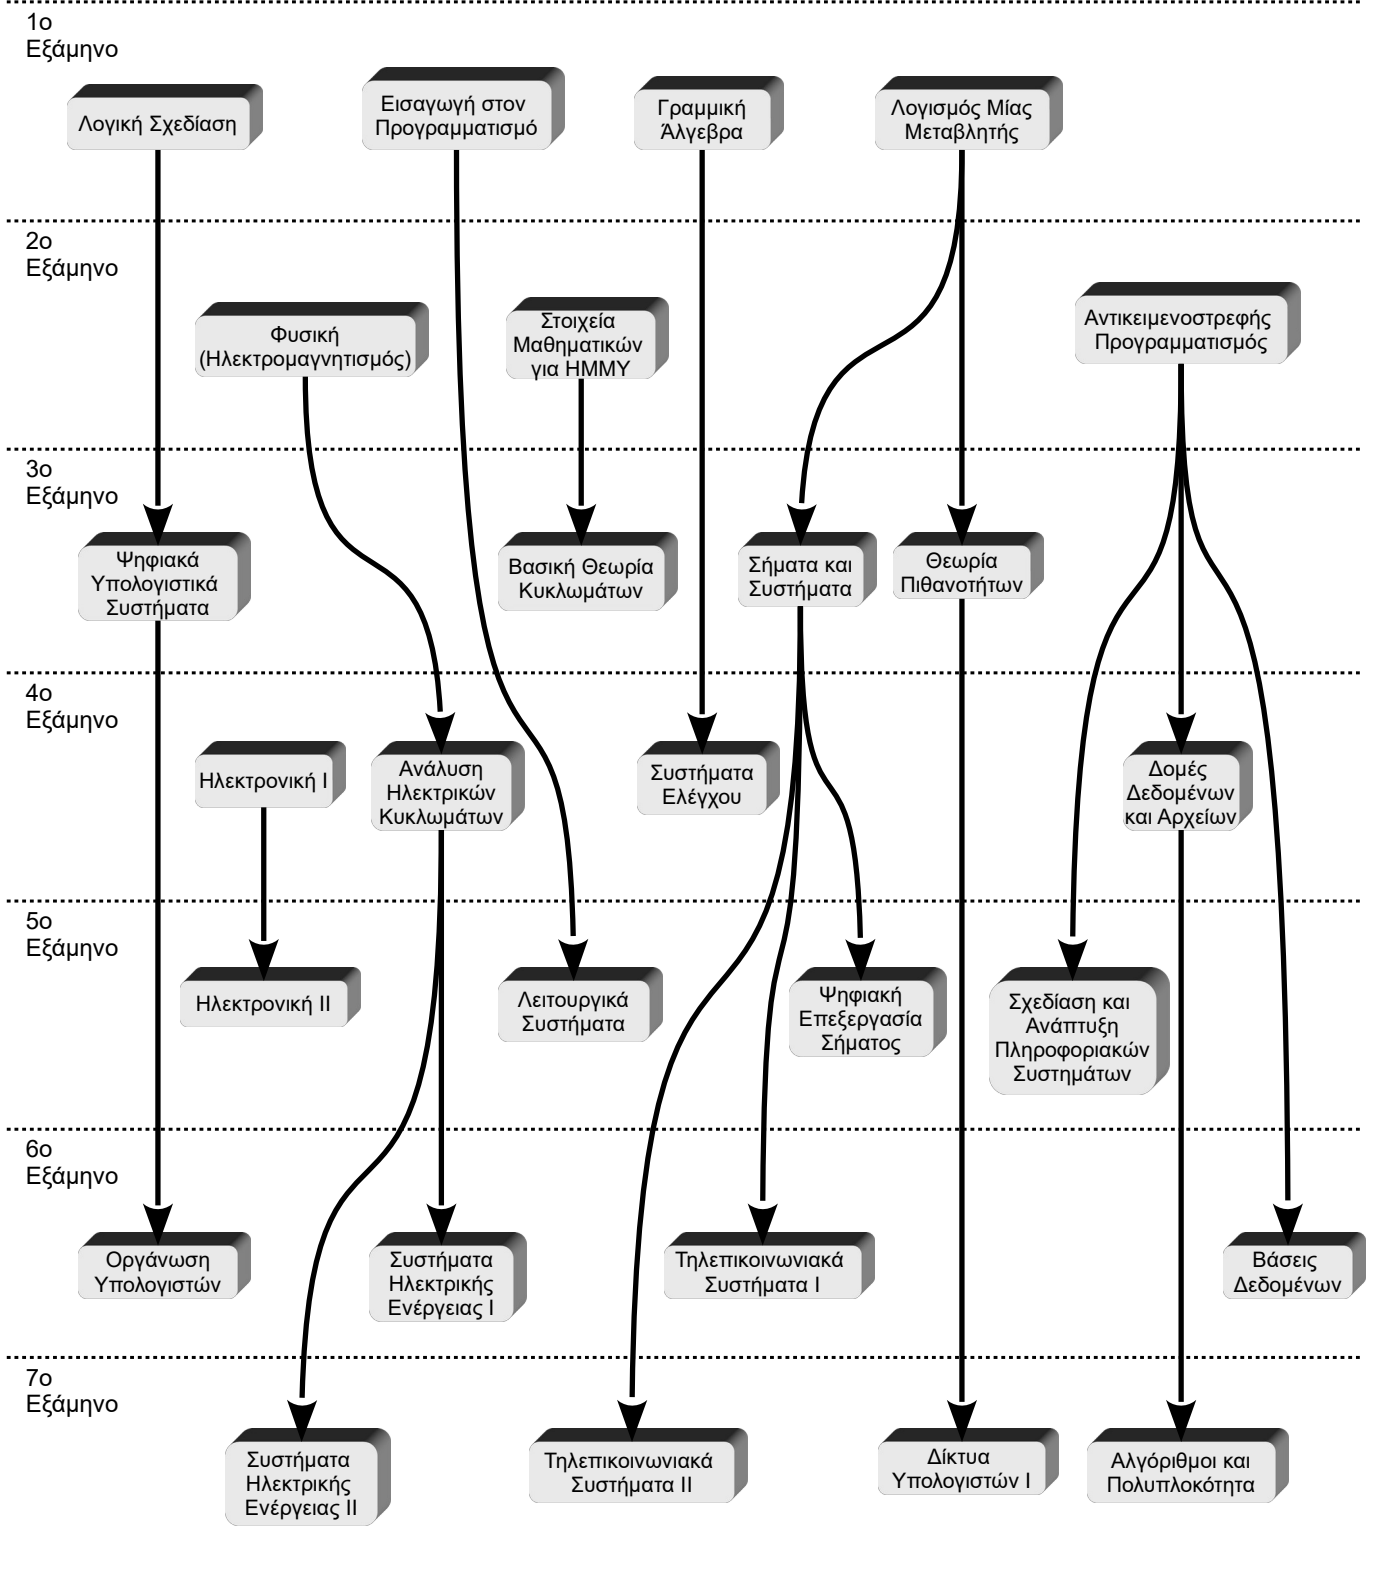 1ο
Εξάμηνο
Λογική Σχεδίαση
Εισαγωγή στον
Προγραμματισμό
Γραμμική
Άλγεβρα
Λογισμός Μίας
Μεταβλητής
2ο
Εξάμηνο
Φυσική
(Ηλεκτρομαγνητισμός)
Στοιχεία
Μαθηματικών
για ΗΜΜΥ
Αντικειμενοστρεφής
Προγραμματισμός
3ο
Εξάμηνο
Ψηφιακά
Υπολογιστικά
Συστήματα
Βασική Θεωρία
Κυκλωμάτων
Σήματα και
Συστήματα
Θεωρία
Πιθανοτήτων
4ο
Εξάμηνο
Ηλεκτρονική Ι
Ανάλυση
Ηλεκτρικών
Κυκλωμάτων
Συστήματα
Ελέγχου
Δομές
Δεδομένων
και Αρχείων
5ο
Εξάμηνο
Ηλεκτρονική ΙΙ
Λειτουργικά
Συστήματα
Ψηφιακή
Επεξεργασία
Σήματος
Σχεδίαση και
Ανάπτυξη
Πληροφοριακών
Συστημάτων
6ο
Εξάμηνο
Οργάνωση
Υπολογιστών
Συστήματα
Ηλεκτρικής
Ενέργειας Ι
Τηλεπικοινωνιακά
Συστήματα Ι
Βάσεις
Δεδομένων
7ο
Εξάμηνο
Συστήματα
Ηλεκτρικής
Ενέργειας ΙΙ
Τηλεπικοινωνιακά
Συστήματα ΙΙ
Δίκτυα
Υπολογιστών Ι
Αλγόριθμοι και
Πολυπλοκότητα